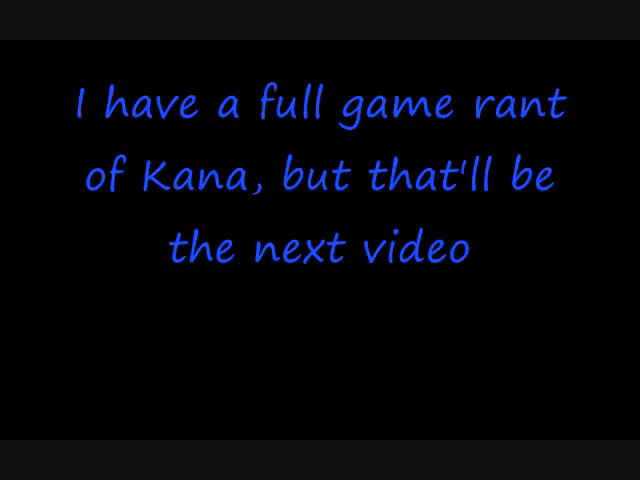 I have a full game rant
of Kana, but that'll be
the next video